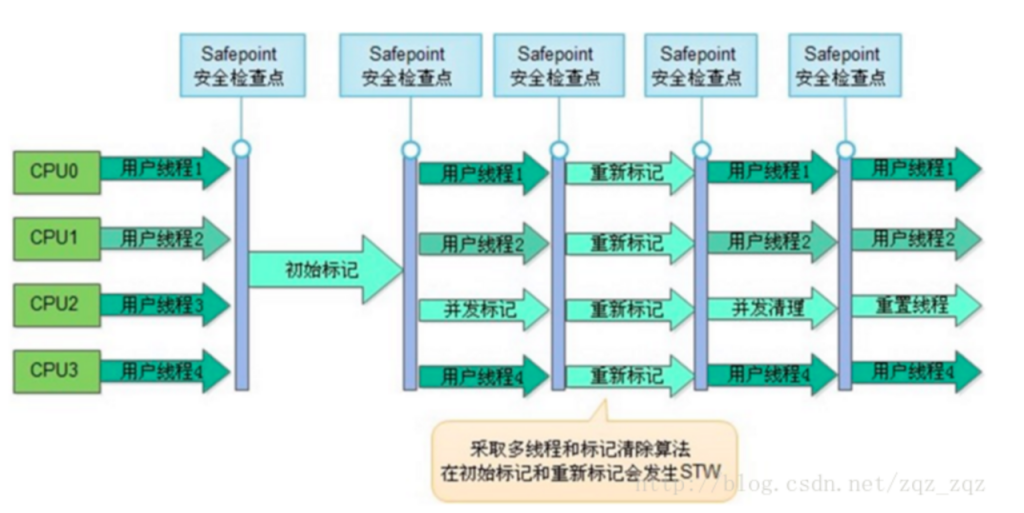 Safepoint
安全检查点
Safepoint
安全检查点
Safepoint
安全检查点
Safepoint
安全检查点
Safepoint
安全检查点
CPU0 用户线程1 用户线程1 重新标记 用户线程1 用户线程1
CPU1 用户线程2 用户线程2 重新标记 用户线程2 用户线程2
初始标记
CPU2 用户线程3 并发标记 重新标记 并发清理 重置线程
CPU3 用户线程4 用户线程4 重新标记 用户线程4 用户线程4
采取多线程和标记清除算法
在初始标记和重新标记会发生STW
http://blog.csdn.net/zqz_zqz